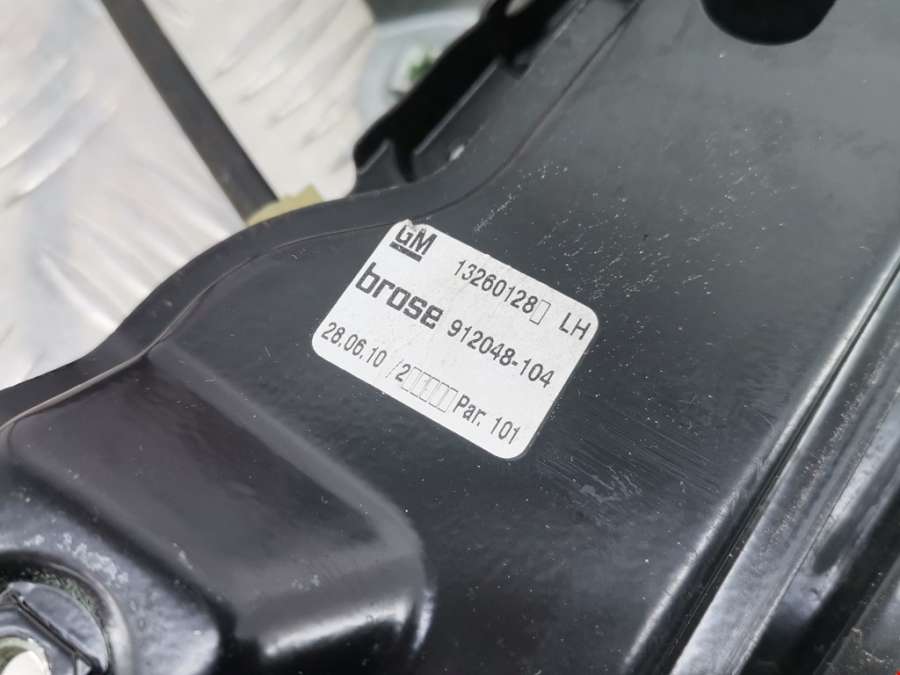 GM 13260128▯ LH
brose 912048-104
28.06.10 /2▯▯▯▯▯Par. 101